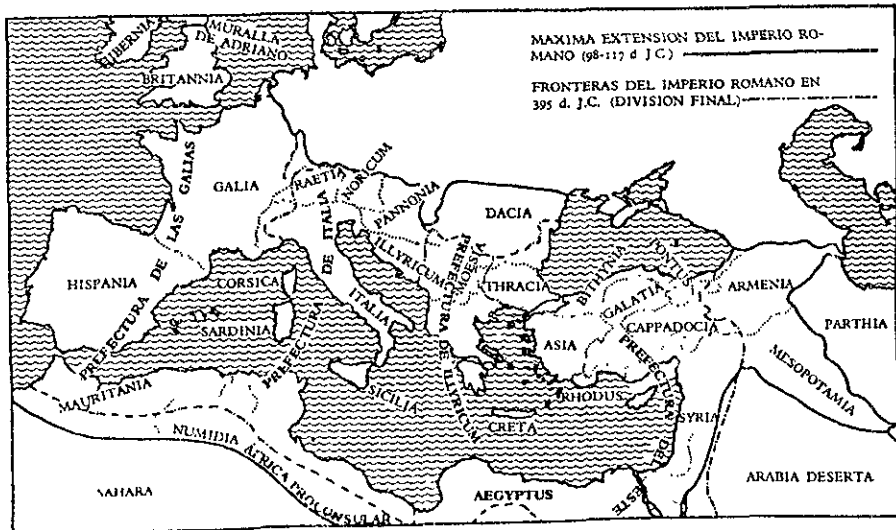 MAXIMA EXTENSION DEL IMPERIO RO-
MANO (98-117 d J.C.)
FRONTERAS DEL IMPERIO ROMANO EN
395 d. J.C. (DIVISION FINAL)
HIBERNIA
MURALLA
DE ADRIANO
BRITANNIA
GALIA
RAETIA
NORICUM
PANNONIA
DACIA
ILLYRICUM
MOESIA
THRACIA
BITHYNIA
PONTUS
GALATIA
CAPPADOCIA
ARMENIA
PARTHIA
MESOPOTAMIA
ASIA
HISPANIA
CORSICA
SARDINIA
ITALIA
SICILIA
CRETA
RHODUS
SYRIA
PREFECTURA DE LAS GALIAS
PREFECTURA DE ITALIA
PREFECTURA DE ILLYRICUM
PREFECTURA DEL ESTE
MAURITANIA
NUMIDIA
AFRICA PROCONSULAR
SAHARA
AEGYPTUS
ARABIA DESERTA